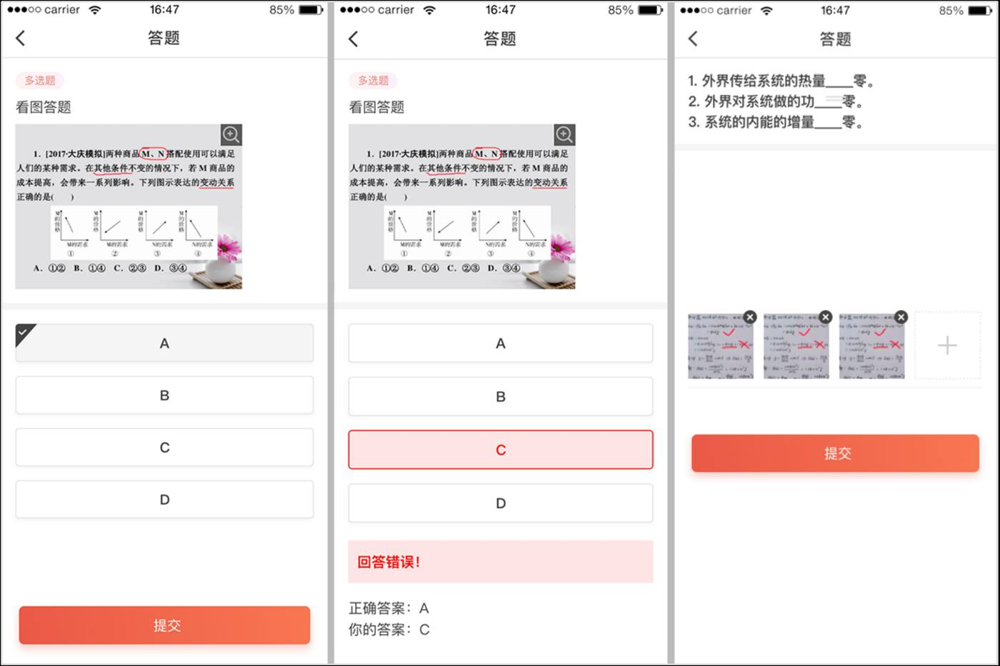 ●●●○○ carrier 16:47 85%
答题
多选题
看图答题
1. [2017·大庆模拟]两种商品M、N搭配使用可以满足
人们的某种需求。在其他条件不变的情况下，若 M 商品的
成本提高，会带来一系列影响。下列图示表达的变动关系
正确的是(　　)
M的价格 M的价格 M的价格 M的价格
M的需求 M的需求 N的需求 N的需求
① ② ③ ④
A. ①② B. ①④ C. ②③ D. ③④
A
B
C
D
提交
●●●○○ carrier 16:47 85%
答题
多选题
看图答题
1. [2017·大庆模拟]两种商品M、N搭配使用可以满足
人们的某种需求。在其他条件不变的情况下，若 M 商品的
成本提高，会带来一系列影响。下列图示表达的变动关系
正确的是(　　)
M的价格 M的价格 M的价格 M的价格
M的需求 M的需求 N的需求 N的需求
① ② ③ ④
A. ①② B. ①④ C. ②③ D. ③④
A
B
C
D
回答错误！
正确答案：A
你的答案：C
●●●○○ carrier 16:47 85%
答题
1. 外界传给系统的热量____零。
2. 外界对系统做的功____零。
3. 系统的内能的增量____零。
提交